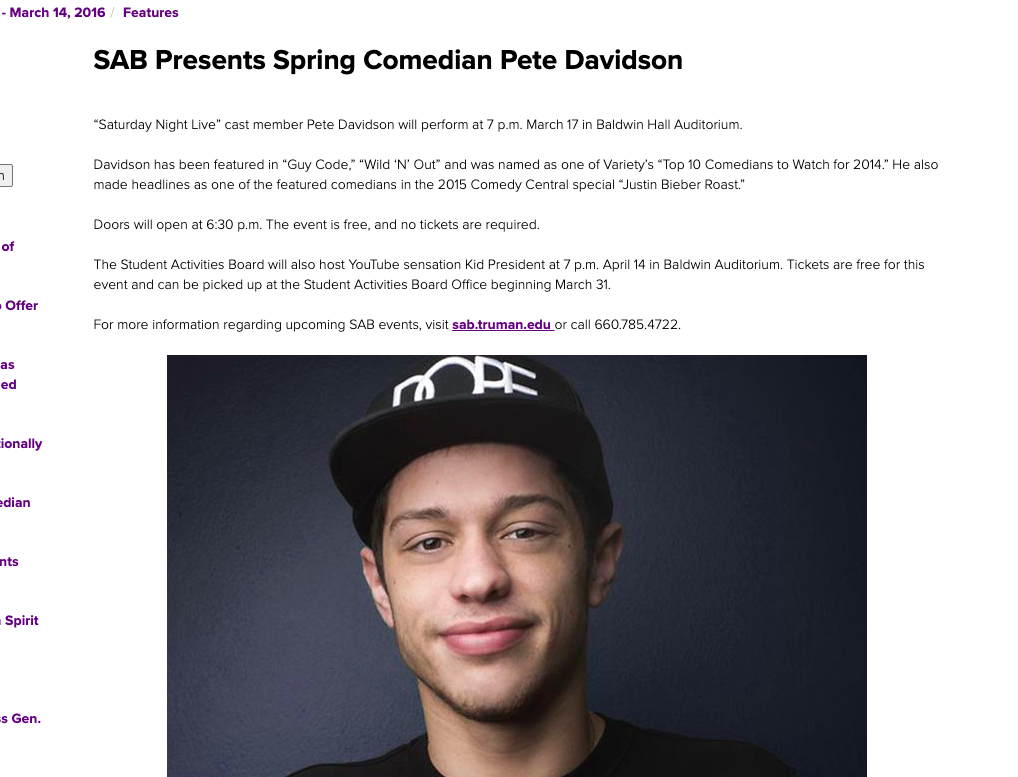 - March 14, 2016 / Features
SAB Presents Spring Comedian Pete Davidson
“Saturday Night Live” cast member Pete Davidson will perform at 7 p.m. March 17 in Baldwin Hall Auditorium.
Davidson has been featured in “Guy Code,” “Wild ‘N’ Out” and was named as one of Variety’s “Top 10 Comedians to Watch for 2014.” He also
made headlines as one of the featured comedians in the 2015 Comedy Central special “Justin Bieber Roast.”
Doors will open at 6:30 p.m. The event is free, and no tickets are required.
The Student Activities Board will also host YouTube sensation Kid President at 7 p.m. April 14 in Baldwin Auditorium. Tickets are free for this
event and can be picked up at the Student Activities Board Office beginning March 31.
For more information regarding upcoming SAB events, visit sab.truman.edu or call 660.785.4722.
of
Offer
as
ed
ionally
edian
nts
Spirit
s Gen.
DOPE